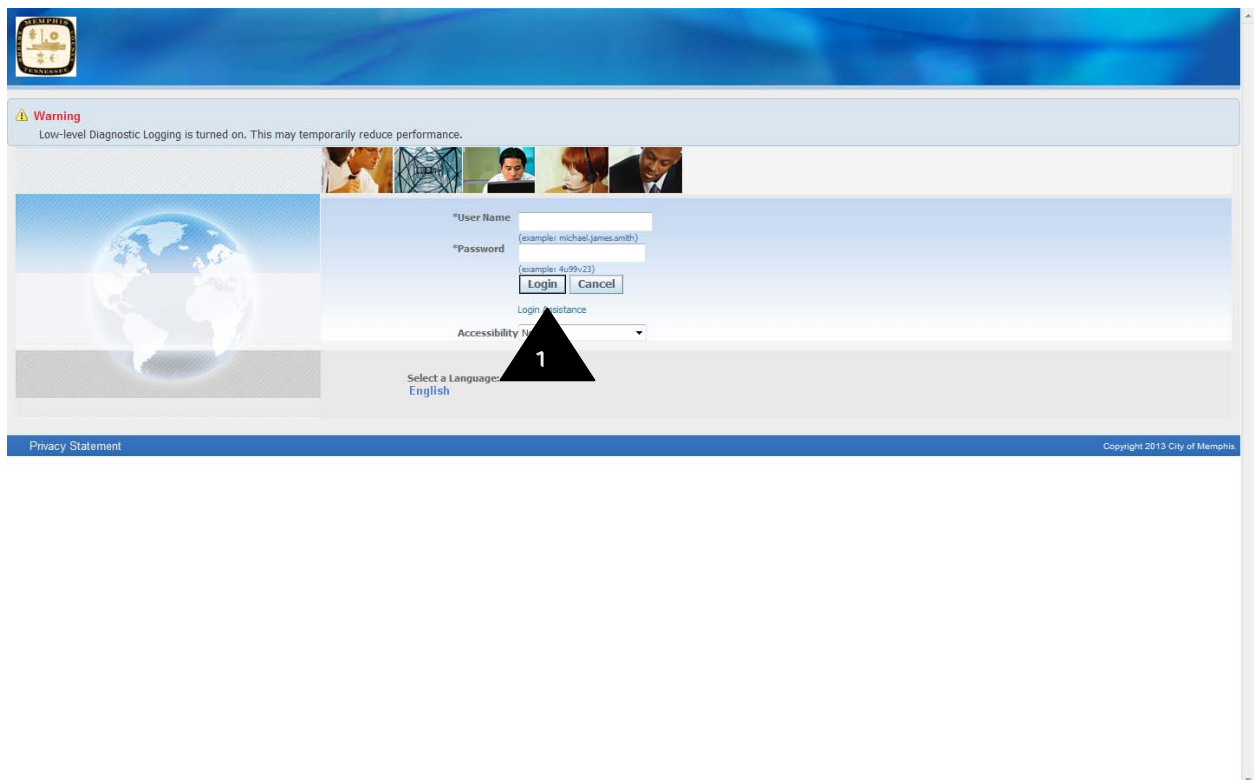 MEMPHIS
TENNESSEE
Warning
Low-level Diagnostic Logging is turned on. This may temporarily reduce performance.
*User Name
(example: michael.james.smith)
*Password
(example: 4u99v23)
Login Cancel
Login Assistance
Accessibility
1
Select a Language:
English
Privacy Statement
Copyright 2013 City of Memphis.